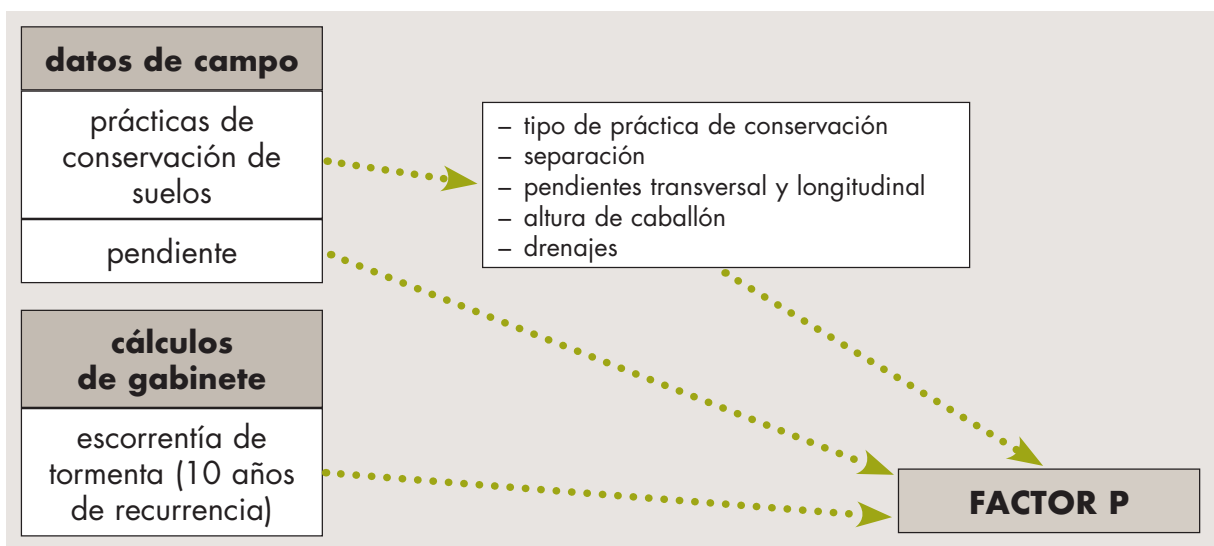 datos de campo
prácticas de
conservación de
suelos
pendiente
– tipo de práctica de conservación
– separación
– pendientes transversal y longitudinal
– altura de caballón
– drenajes
cálculos
de gabinete
escorrentía de
tormenta (10 años
de recurrencia)
FACTOR P